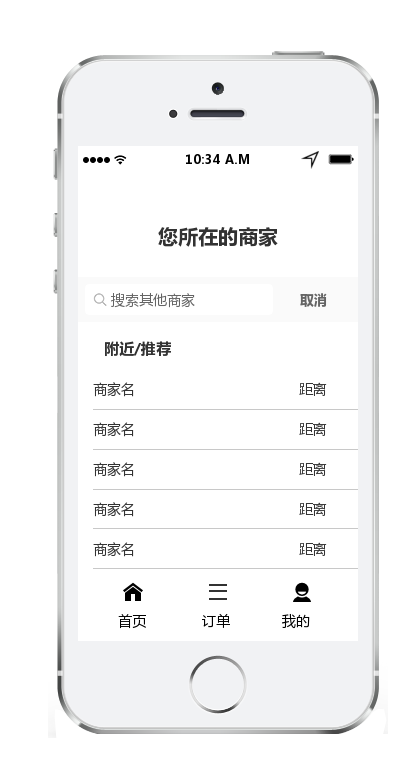 10:34 A.M
您所在的商家
搜索其他商家 取消
附近/推荐
商家名 距离
商家名 距离
商家名 距离
商家名 距离
商家名 距离
首页 订单 我的